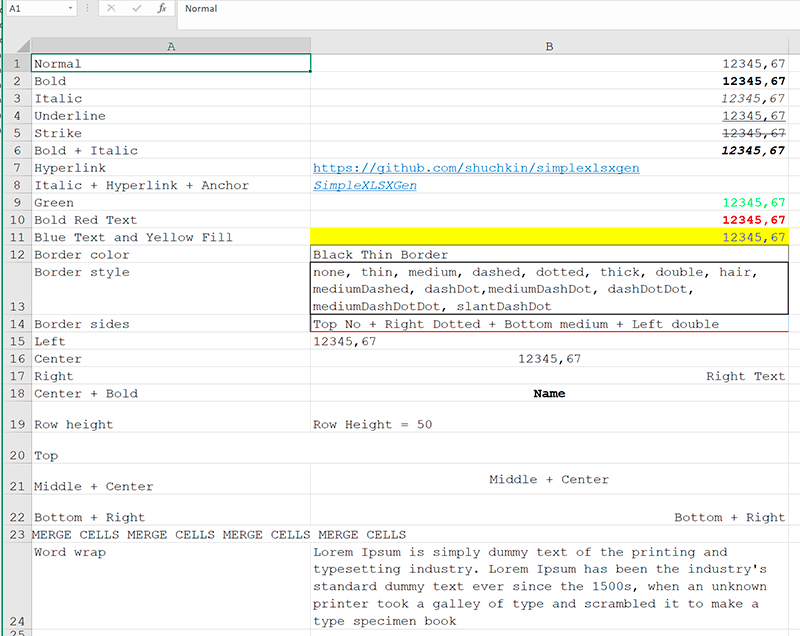 A1 fx Normal
A B
1 Normal 12345,67
2 Bold 12345,67
3 Italic 12345,67
4 Underline 12345,67
5 Strike 12345,67
6 Bold + Italic 12345,67
7 Hyperlink https://github.com/shuchkin/simplexlsxgen
8 Italic + Hyperlink + Anchor SimpleXLSXGen
9 Green 12345,67
10 Bold Red Text 12345,67
11 Blue Text and Yellow Fill 12345,67
12 Border color Black Thin Border
Border style none, thin, medium, dashed, dotted, thick, double, hair,
mediumDashed, dashDot,mediumDashDot, dashDotDot,
13 mediumDashDotDot, slantDashDot
14 Border sides Top No + Right Dotted + Bottom medium + Left double
15 Left 12345,67
16 Center 12345,67
17 Right Right Text
18 Center + Bold Name
19 Row height Row Height = 50
20 Top
21 Middle + Center Middle + Center
22 Bottom + Right Bottom + Right
23 MERGE CELLS MERGE CELLS MERGE CELLS MERGE CELLS
Word wrap Lorem Ipsum is simply dummy text of the printing and
typesetting industry. Lorem Ipsum has been the industry's
standard dummy text ever since the 1500s, when an unknown
printer took a galley of type and scrambled it to make a
24 type specimen book
25